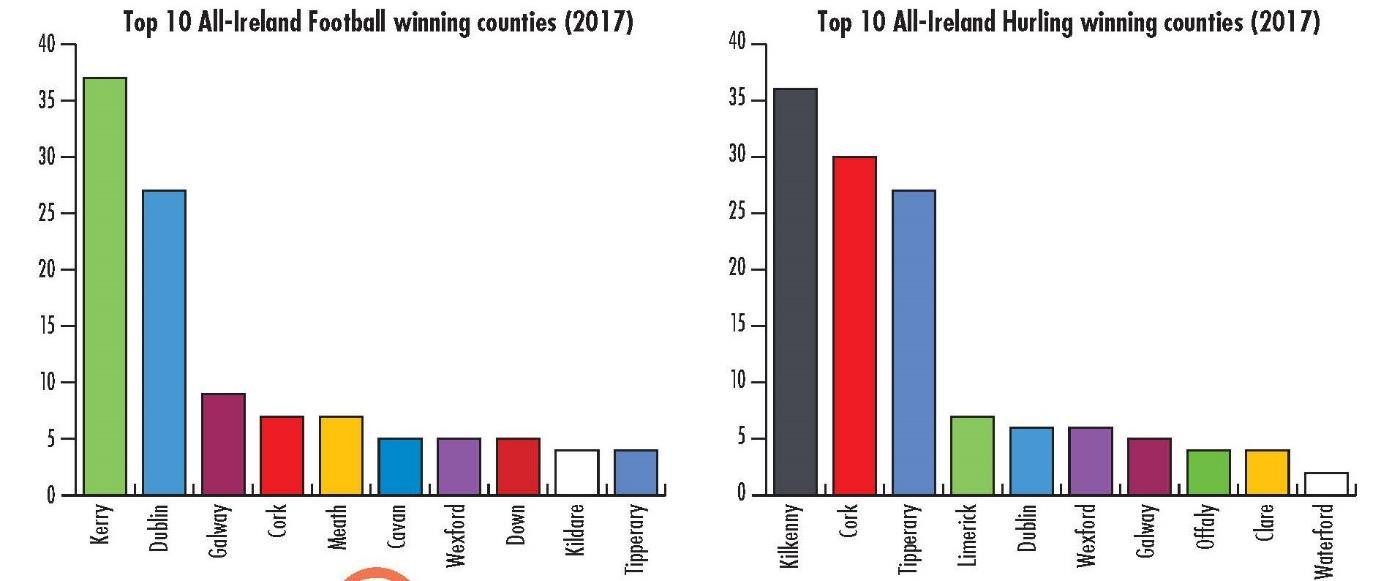 Top 10 All-Ireland Football winning counties (2017)
40
35
30
25
20
15
10
5
0
Kerry
Dublin
Galway
Cork
Meath
Cavan
Wexford
Down
Kildare
Tipperary
Top 10 All-Ireland Hurling winning counties (2017)
40
35
30
25
20
15
10
5
0
Kilkenny
Cork
Tipperary
Limerick
Dublin
Wexford
Galway
Offaly
Clare
Waterford